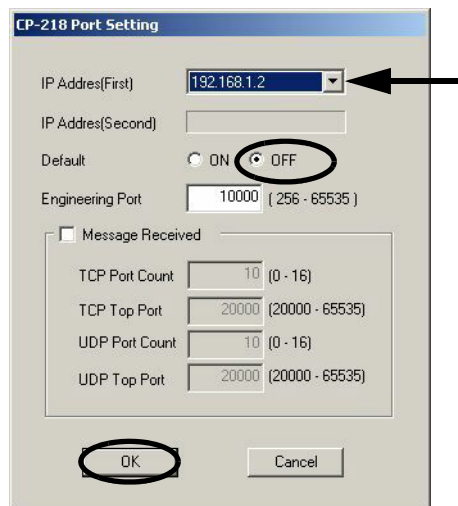 CP-218 Port Setting
IP Addres(First) 192.168.1.2
IP Addres(Second)
Default ON OFF
Engineering Port 10000 ( 256 - 65535 )
Message Received
TCP Port Count 10 (0 - 16)
TCP Top Port 20000 (20000 - 65535)
UDP Port Count 10 (0 - 16)
UDP Top Port 20000 (20000 - 65535)
OK Cancel